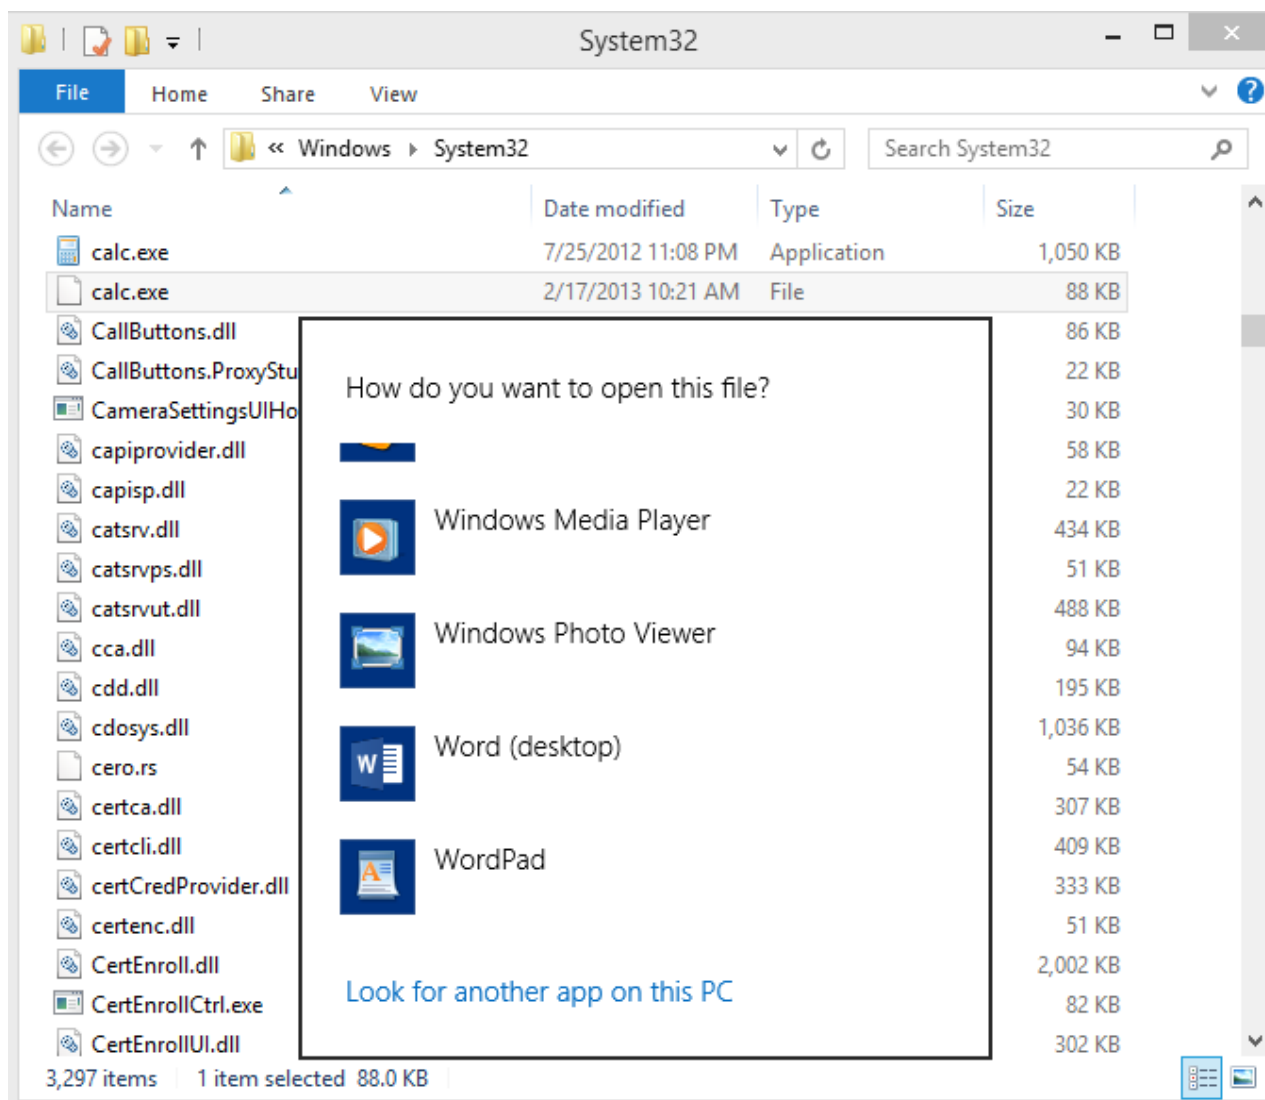 System32
File Home Share View
« Windows System32 Search System32
Name Date modified Type Size
calc.exe 7/25/2012 11:08 PM Application 1,050 KB
calc.exe 2/17/2013 10:21 AM File 88 KB
CallButtons.dll 86 KB
CallButtons.ProxyStu 22 KB
CameraSettingsUIHo 30 KB
capiprovider.dll 58 KB
capisp.dll 22 KB
catsrv.dll 434 KB
catsrvps.dll 51 KB
catsrvut.dll 488 KB
cca.dll 94 KB
cdd.dll 195 KB
cdosys.dll 1,036 KB
cero.rs 54 KB
certca.dll 307 KB
certcli.dll 409 KB
certCredProvider.dll 333 KB
certenc.dll 51 KB
CertEnroll.dll 2,002 KB
CertEnrollCtrl.exe 82 KB
CertEnrollUI.dll 302 KB
How do you want to open this file?
Windows Media Player
Windows Photo Viewer
Word (desktop)
WordPad
Look for another app on this PC
3,297 items 1 item selected 88.0 KB